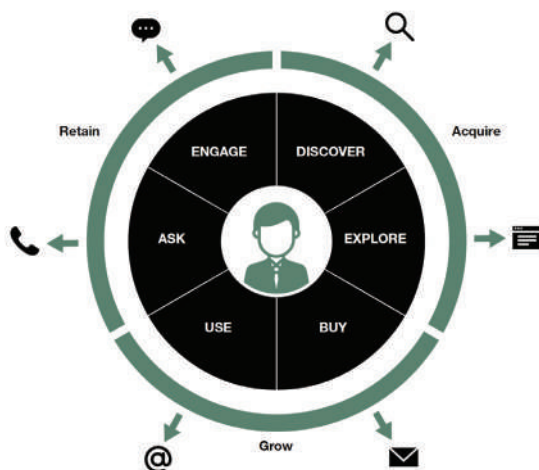 Retain
Acquire
ENGAGE
DISCOVER
ASK
EXPLORE
USE
BUY
@
Grow